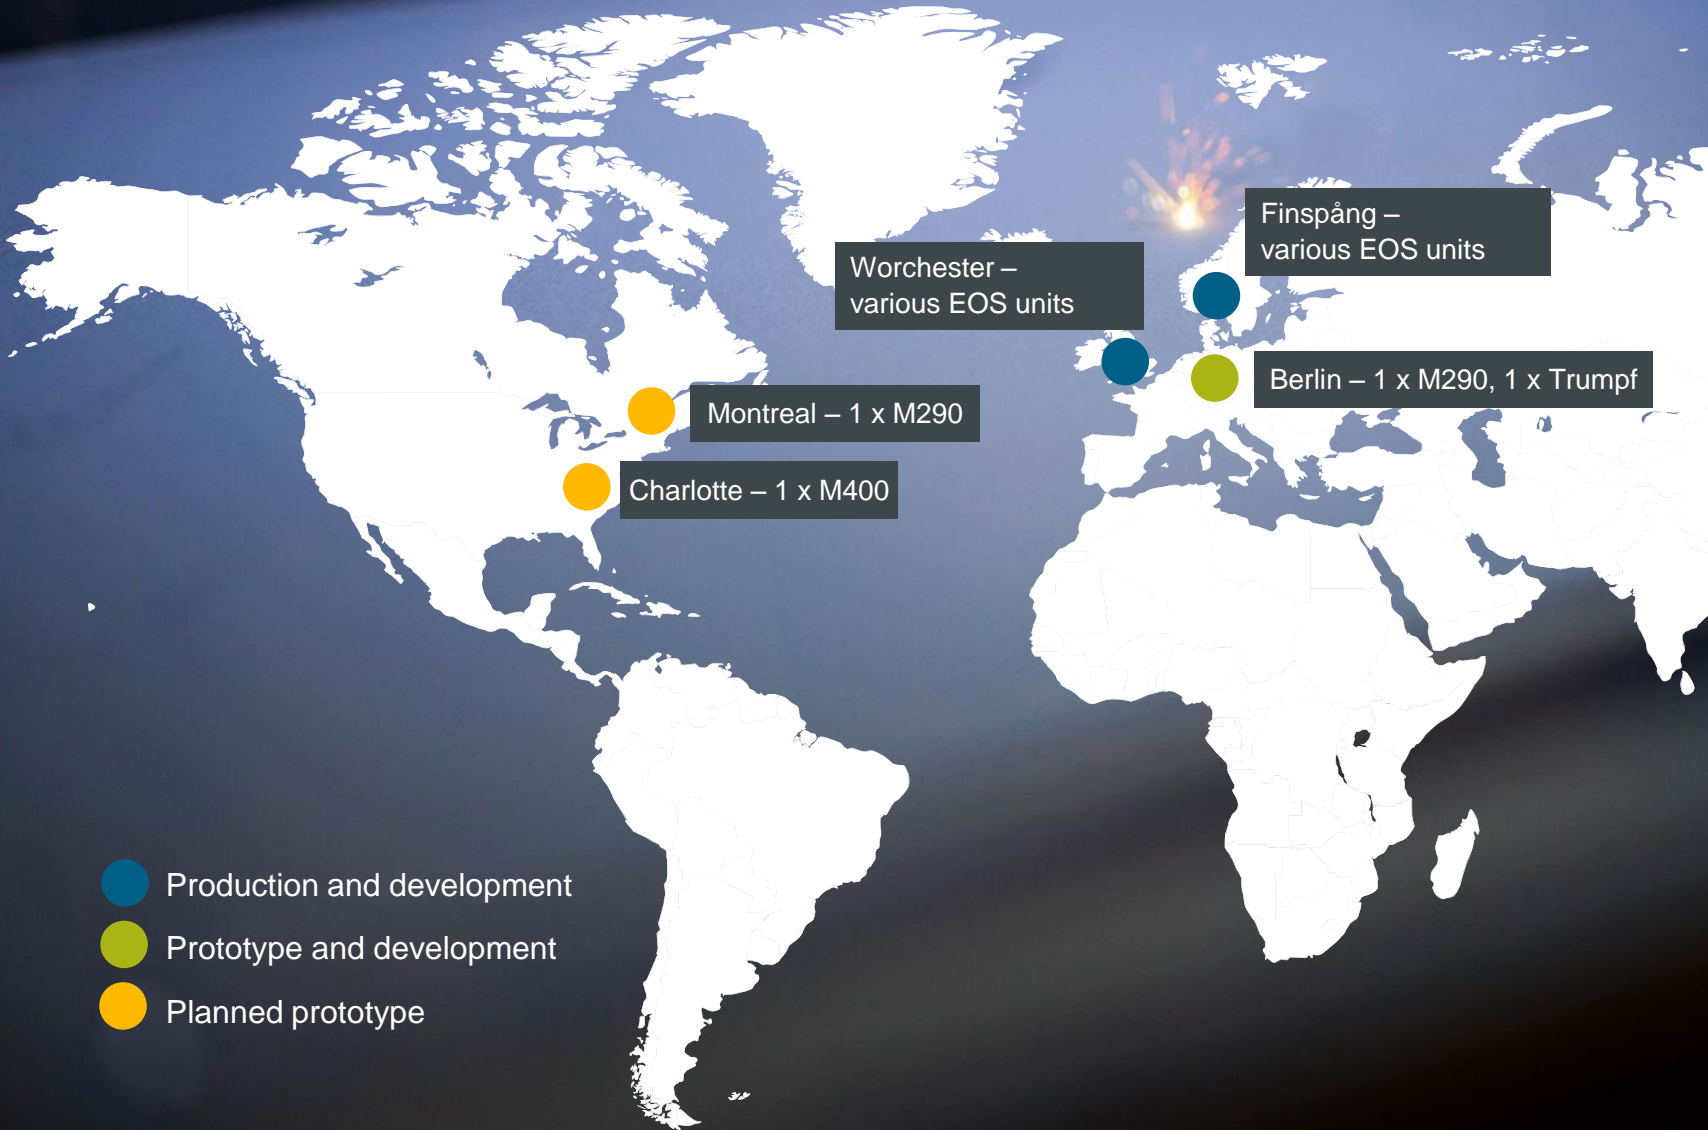 Finspång –
various EOS units
Worchester –
various EOS units
Berlin – 1 x M290, 1 x Trumpf
Montreal – 1 x M290
Charlotte – 1 x M400
Production and development
Prototype and development
Planned prototype